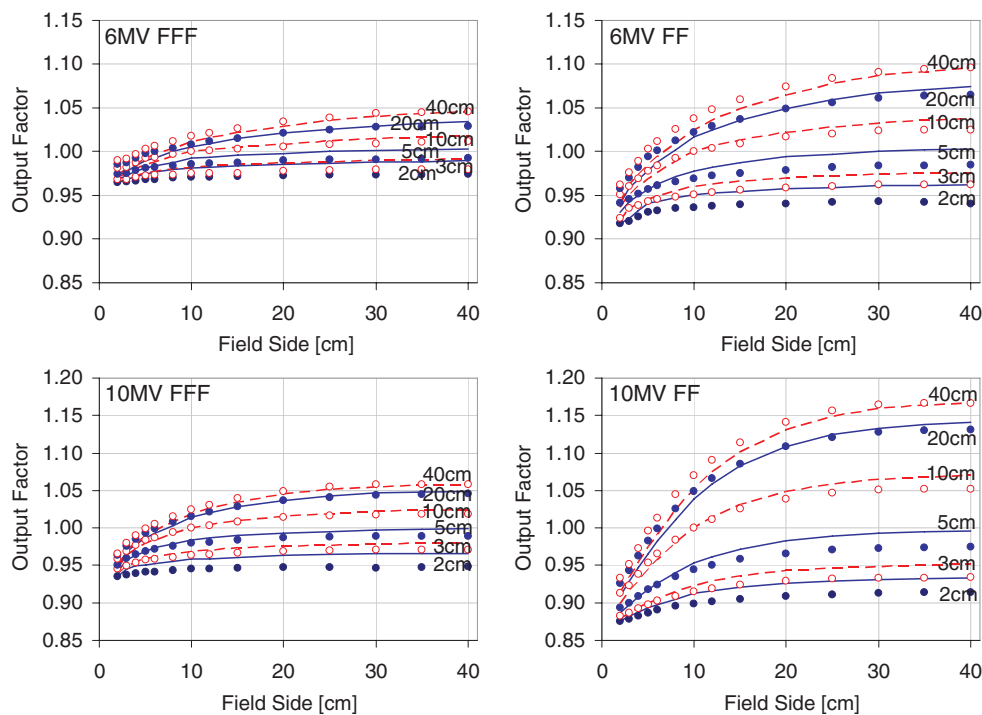 6MV FFF
1.15
1.10
1.05
1.00
0.95
0.90
0.85
Output Factor
40cm
20cm
10cm
5cm
3cm
2cm
0 10 20 30 40
Field Side [cm]
6MV FF
1.15
1.10
1.05
1.00
0.95
0.90
0.85
Output Factor
40cm
20cm
10cm
5cm
3cm
2cm
0 10 20 30 40
Field Side [cm]
10MV FFF
1.20
1.15
1.10
1.05
1.00
0.95
0.90
0.85
Output Factor
40cm
20cm
10cm
5cm
3cm
2cm
0 10 20 30 40
Field Side [cm]
10MV FF
1.20
1.15
1.10
1.05
1.00
0.95
0.90
0.85
Output Factor
40cm
20cm
10cm
5cm
3cm
2cm
0 10 20 30 40
Field Side [cm]